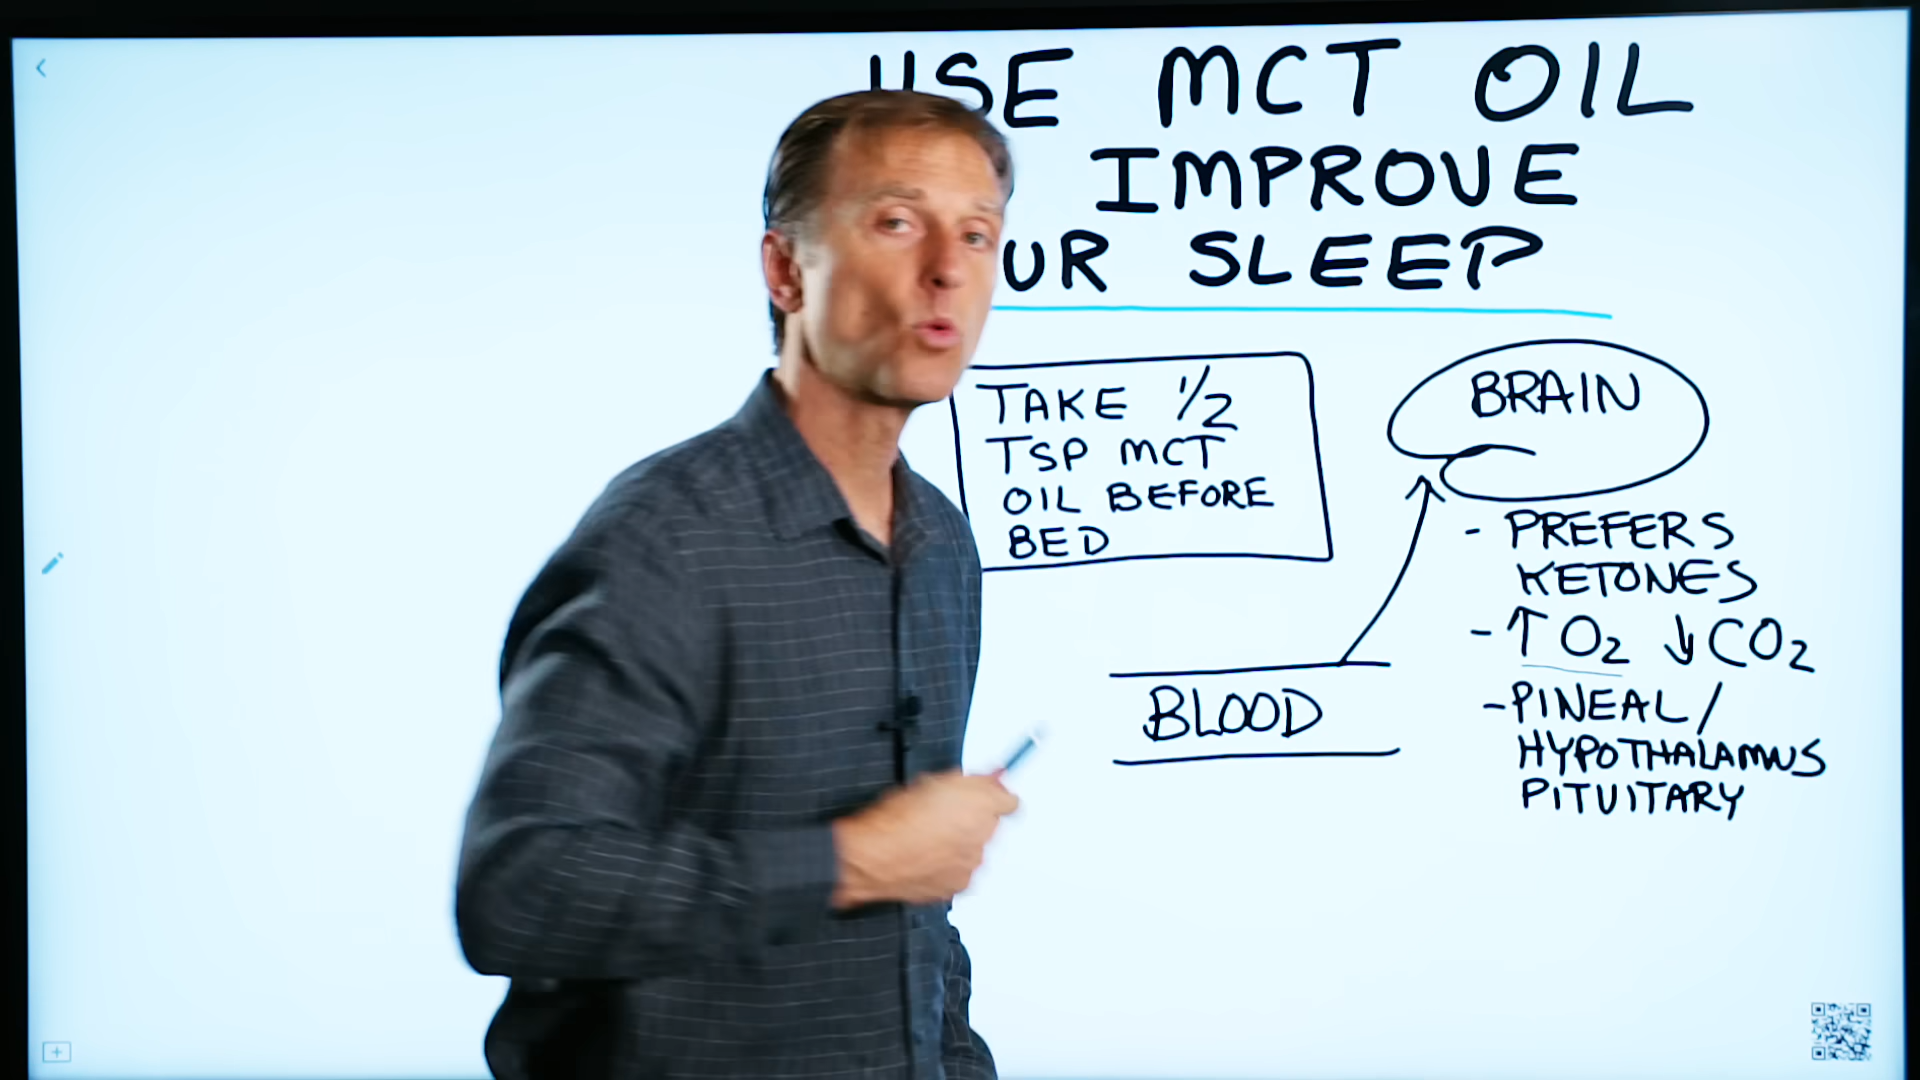 USE MCT OIL
IMPROVE
UR SLEEP
TAKE 1/2
TSP MCT
OIL BEFORE
BED
BRAIN
- PREFERS
KETONES
- ↑ O₂ ↓ CO₂
- PINEAL/
HYPOTHALAMUS
PITUITARY
BLOOD